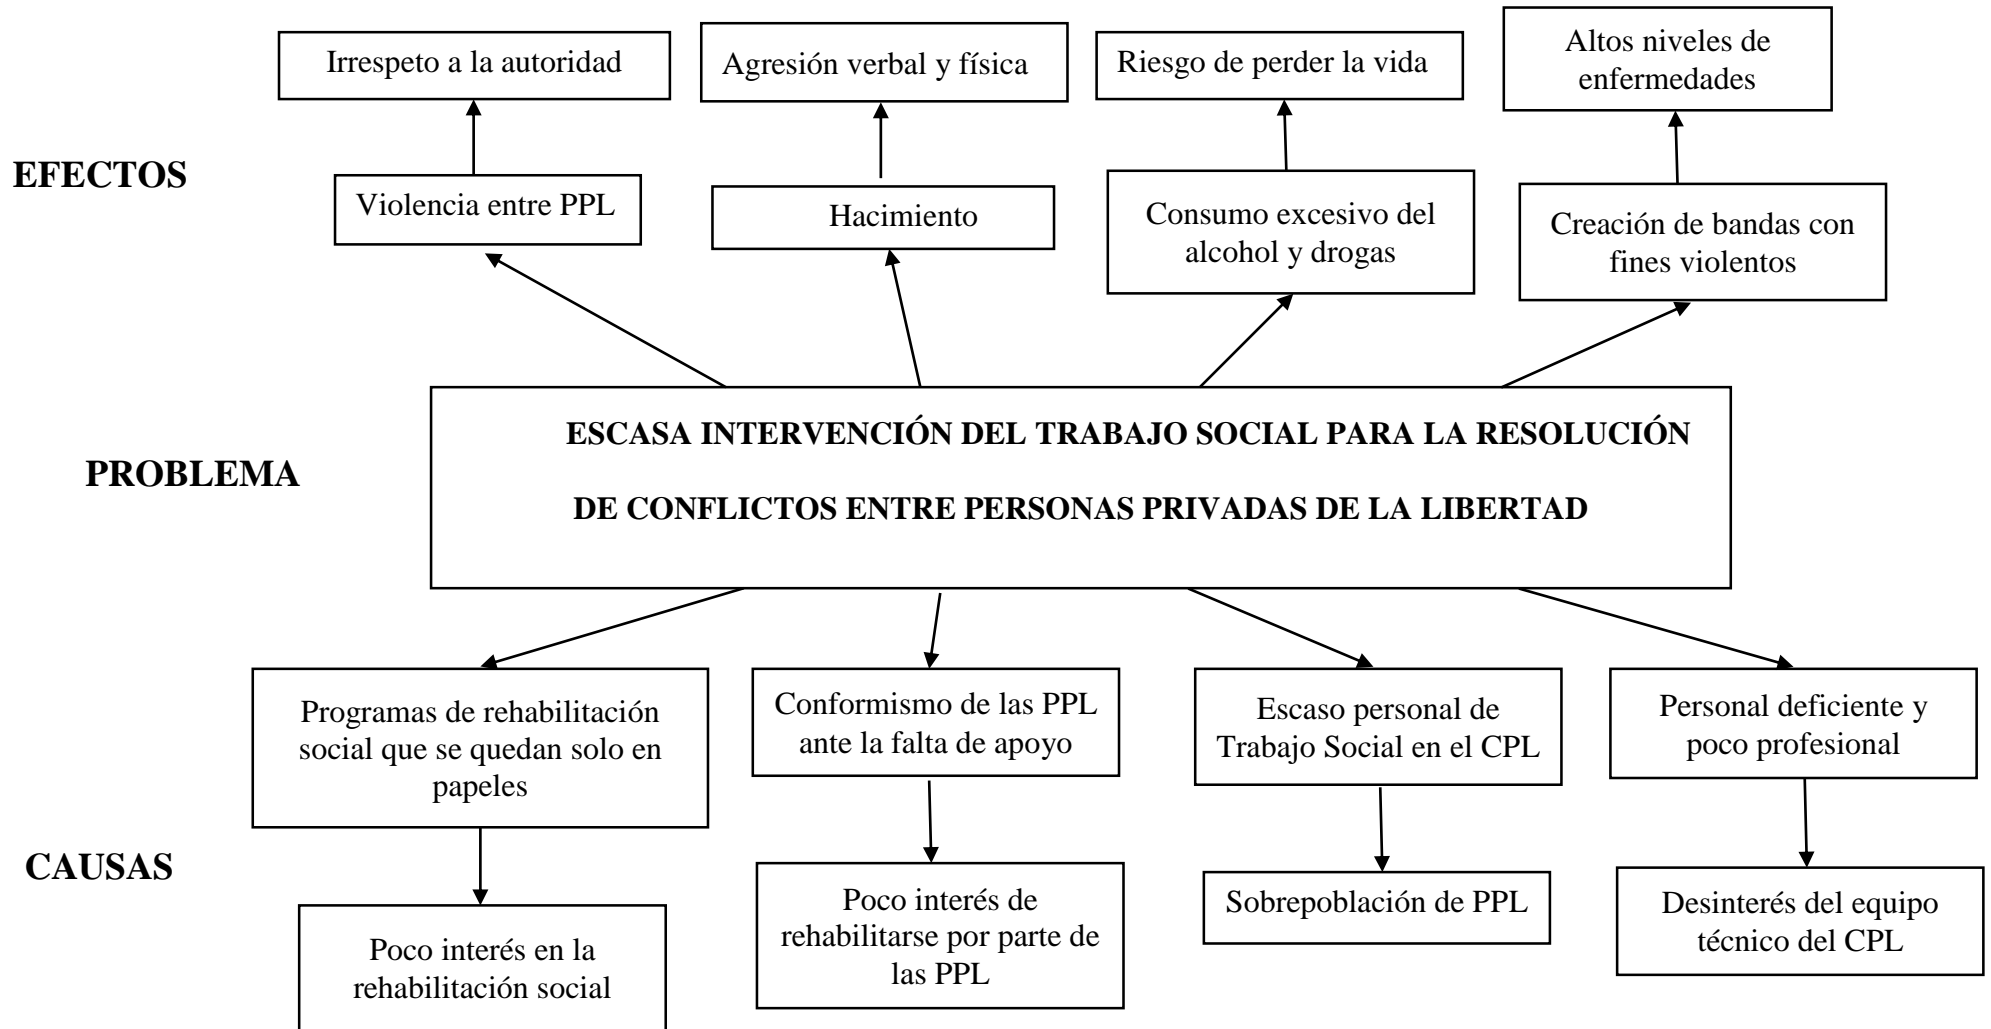 Irrespeto a la autoridad
Agresión verbal y física
Riesgo de perder la vida
Altos niveles de
enfermedades
EFECTOS
Violencia entre PPL
Hacimiento
Consumo excesivo del
alcohol y drogas
Creación de bandas con
fines violentos
PROBLEMA
ESCASA INTERVENCIÓN DEL TRABAJO SOCIAL PARA LA RESOLUCIÓN
DE CONFLICTOS ENTRE PERSONAS PRIVADAS DE LA LIBERTAD
Programas de rehabilitación
social que se quedan solo en
papeles
Conformismo de las PPL
ante la falta de apoyo
Escaso personal de
Trabajo Social en el CPL
Personal deficiente y
poco profesional
CAUSAS
Poco interés en la
rehabilitación social
Poco interés de
rehabilitarse por parte de
las PPL
Sobrepoblación de PPL
Desinterés del equipo
técnico del CPL